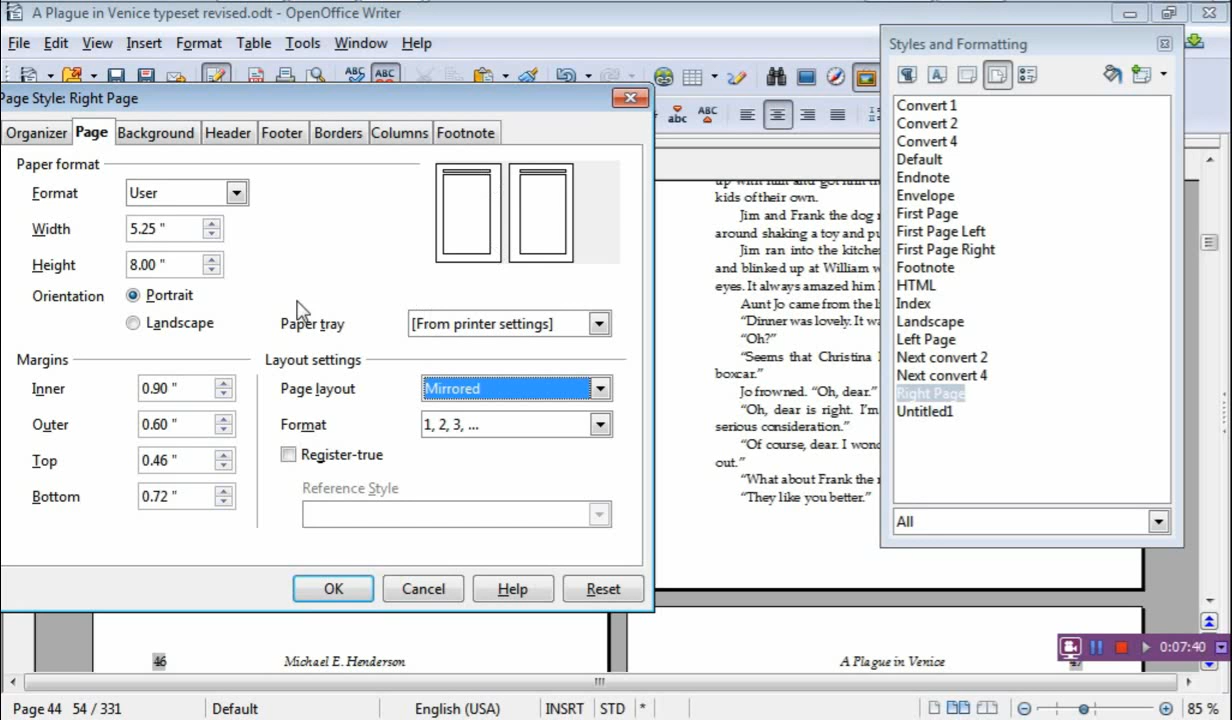 A Plague in Venice typeset revised.odt - OpenOffice Writer
File Edit View Insert Format Table Tools Window Help
Styles and Formatting
Page Style: Right Page
Organizer Page Background Header Footer Borders Columns Footnote
Paper format
Format User
Width 5.25 "
Height 8.00 "
Orientation Portrait
Landscape
Paper tray [From printer settings]
Margins
Layout settings
Inner 0.90 "
Page layout Mirrored
Outer 0.60 "
Format 1, 2, 3, ...
Top 0.46 "
Register-true
Bottom 0.72 "
Reference Style
OK Cancel Help Reset
ABC ABC
abc ABC
up with him and got him
kids of their own.
Jim and Frank the dog
around shaking a toy and
Jim ran into the
and blinked up at William
eyes. It always amazed him
Aunt Jo came from the
“Dinner was lovely. It
“Oh?”
“Seems that Christina
boxcar.”
Jo frowned. “Oh, dear.”
“Oh, dear is right. I’m
serious consideration.”
“Of course, dear. I
out.”
“What about Frank the
“They like you better.”
Convert 1
Convert 2
Convert 4
Default
Endnote
Envelope
First Page
First Page Left
First Page Right
Footnote
HTML
Index
Landscape
Left Page
Next convert 2
Next convert 4
Right Page
Untitled1
All
46 Michael E. Henderson
A Plague in Venice
0:07:40
Page 44 54 / 331 Default English (USA) INSRT STD * 85 %